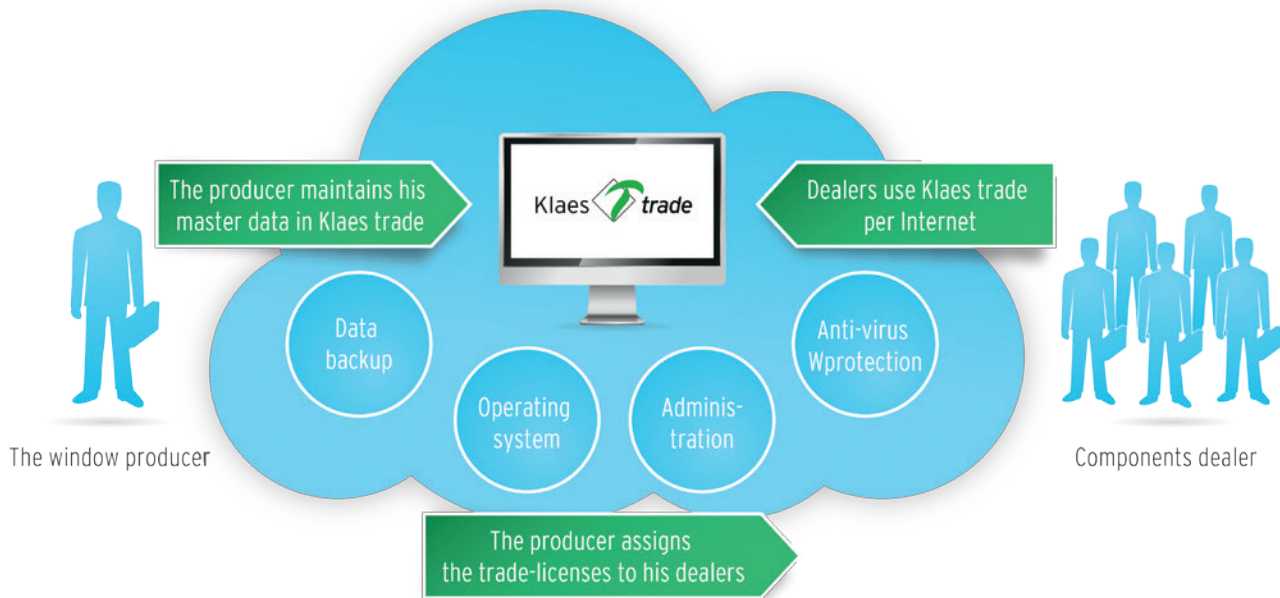 The producer maintains his
master data in Klaes trade
Klaes trade
Dealers use Klaes trade
per Internet
Data
backup
Operating
system
Adminis-
tration
Anti-virus
Wprotection
The window producer
Components dealer
The producer assigns
the trade-licenses to his dealers